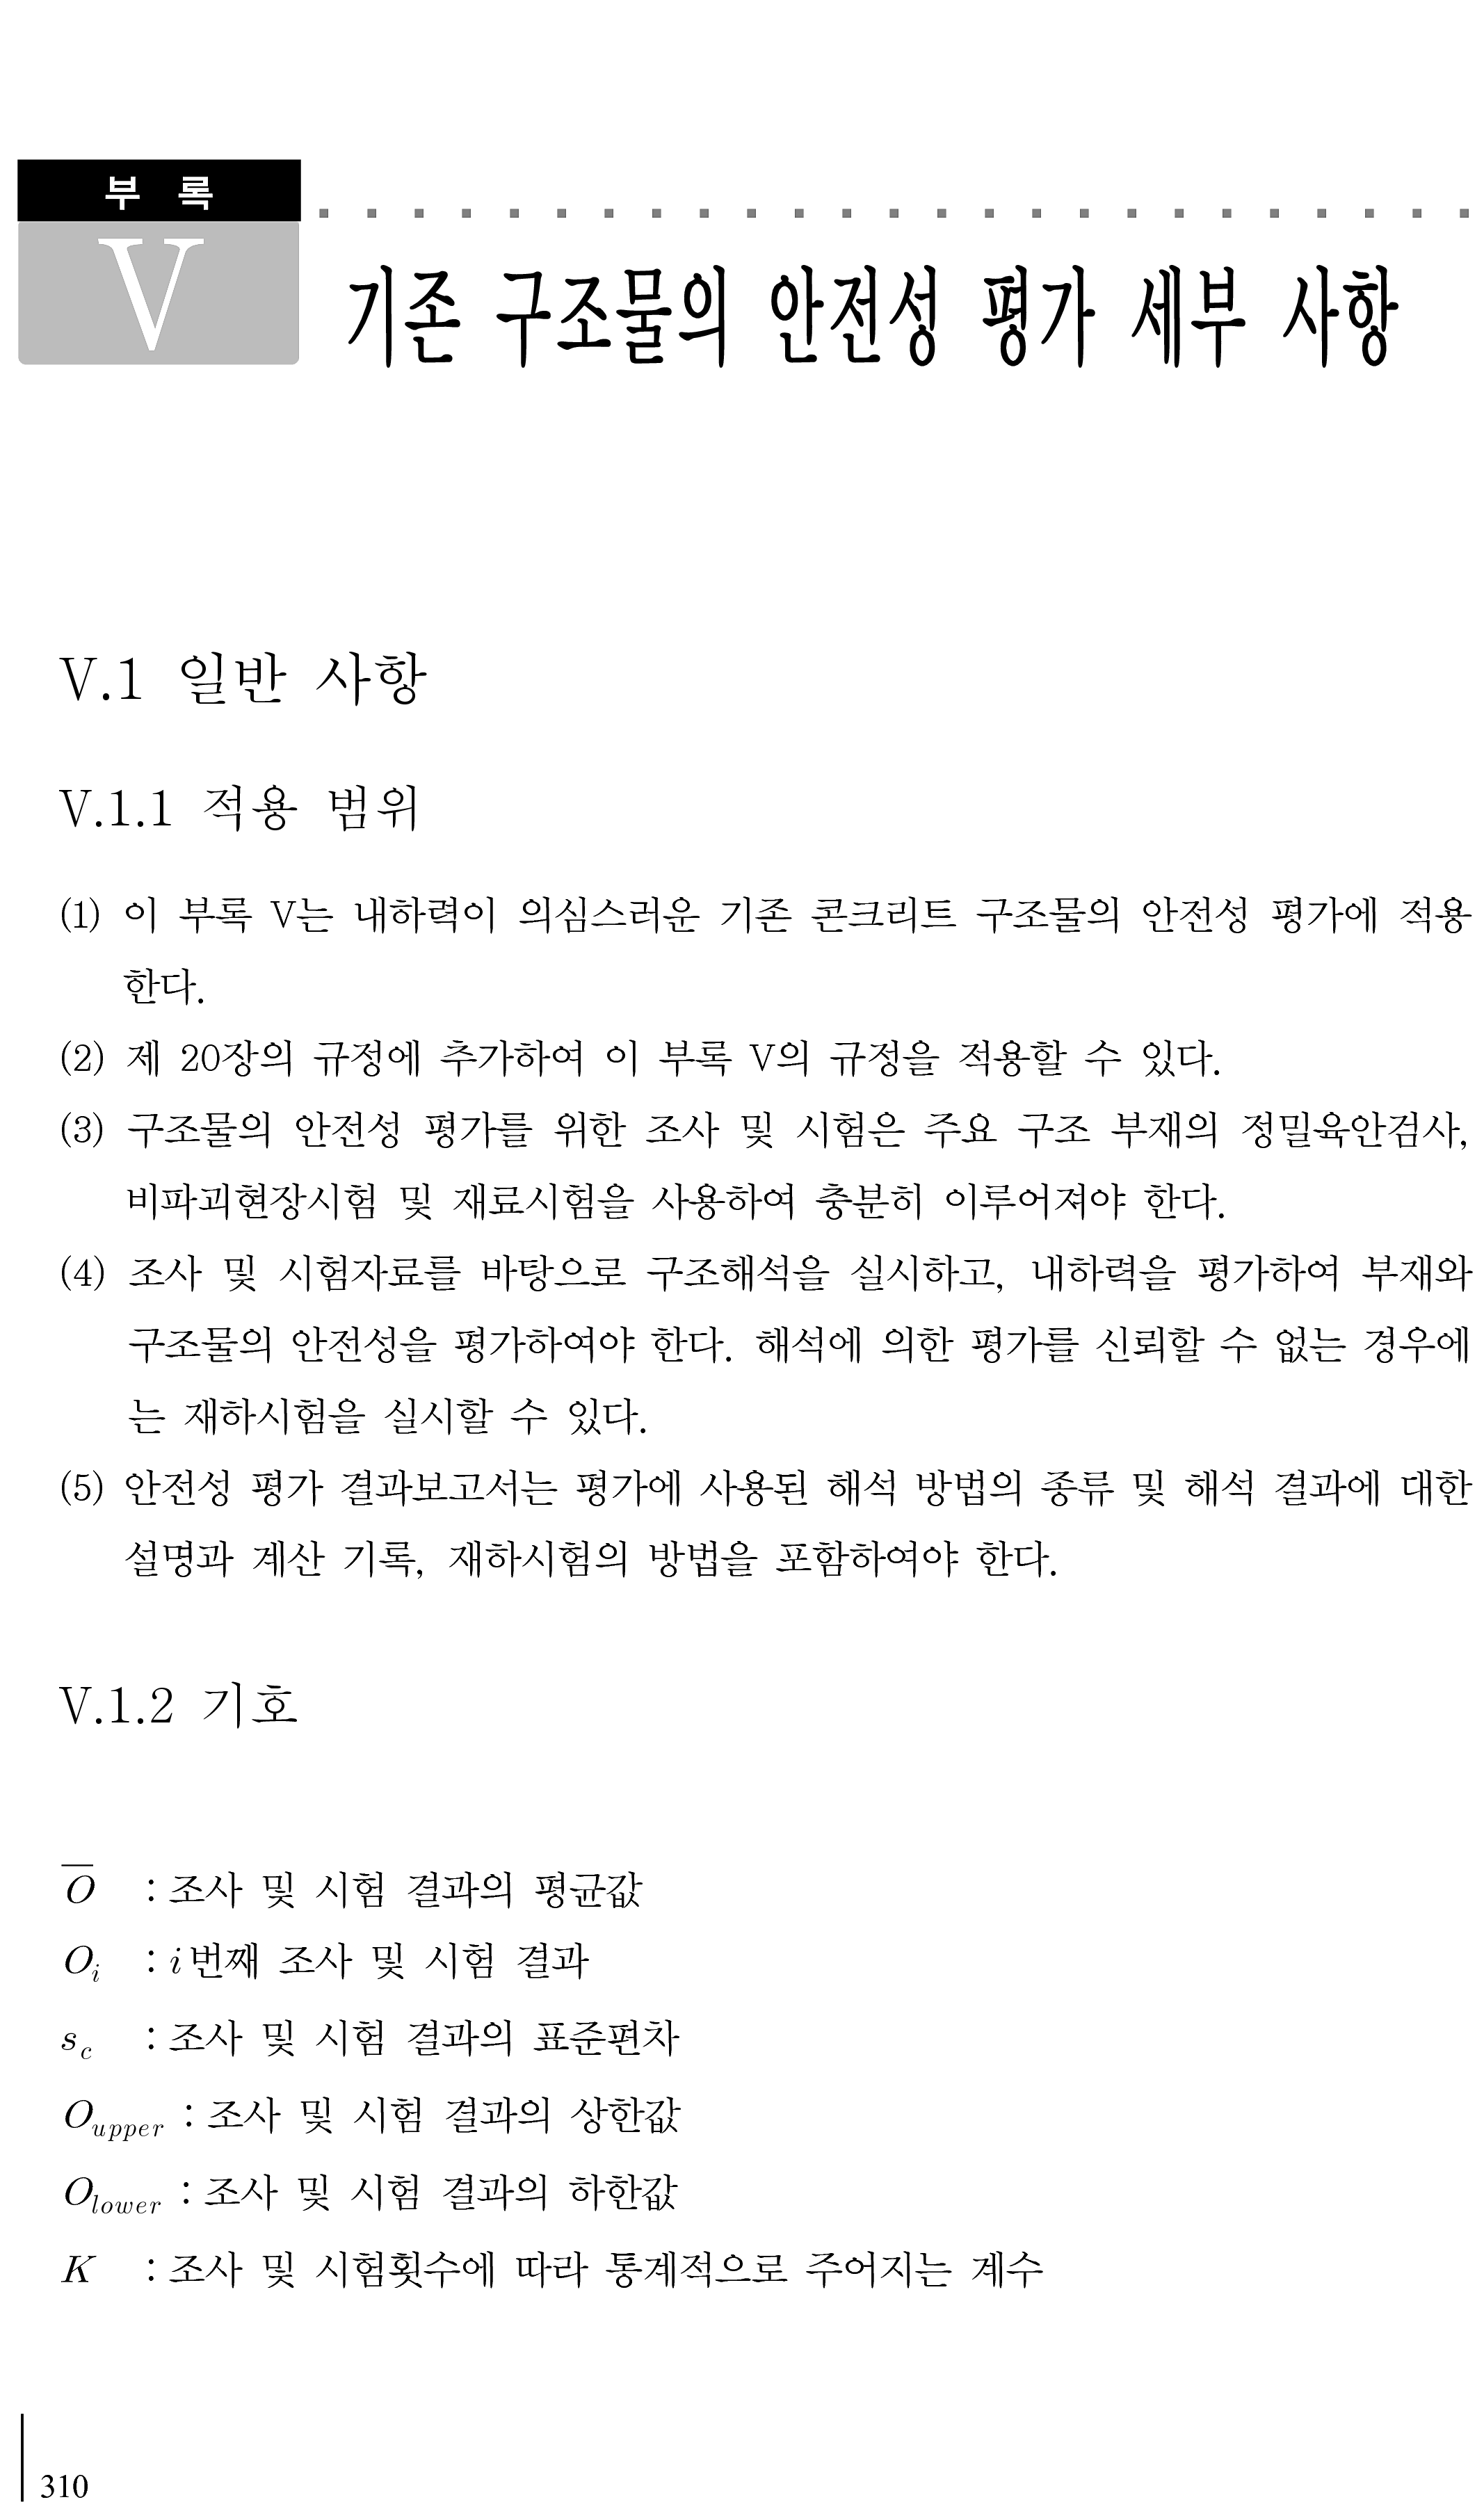 부 록
V
기존 구조물의 안전성 평가 세부 사항
V.1 일반 사항
V.1.1 적용 범위
(1) 이 부록 V는 내하력이 의심스러운 기존 콘크리트 구조물의 안전성 평가에 적용
한다.
(2) 제 20장의 규정에 추가하여 이 부록 V의 규정을 적용할 수 있다.
(3) 구조물의 안전성 평가를 위한 조사 및 시험은 주요 구조 부재의 정밀육안검사,
비파괴현장시험 및 재료시험을 사용하여 충분히 이루어져야 한다.
(4) 조사 및 시험자료를 바탕으로 구조해석을 실시하고, 내하력을 평가하여 부재와
구조물의 안전성을 평가하여야 한다. 해석에 의한 평가를 신뢰할 수 없는 경우에
는 재하시험을 실시할 수 있다.
(5) 안전성 평가 결과보고서는 평가에 사용된 해석 방법의 종류 및 해석 결과에 대한
설명과 계산 기록, 재하시험의 방법을 포함하여야 한다.
V.1.2 기호
O̅ : 조사 및 시험 결과의 평균값
O_i : i번째 조사 및 시험 결과
s_c : 조사 및 시험 결과의 표준편차
O_upper : 조사 및 시험 결과의 상한값
O_lower : 조사 및 시험 결과의 하한값
K : 조사 및 시험횟수에 따라 통계적으로 주어지는 계수
310